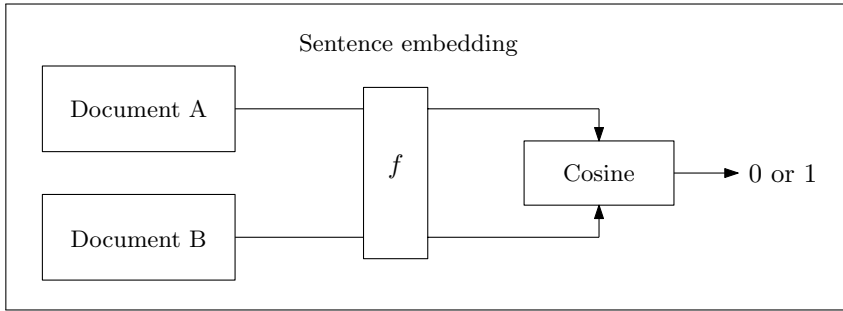 Sentence embedding
Document A
f
Cosine
0 or 1
Document B